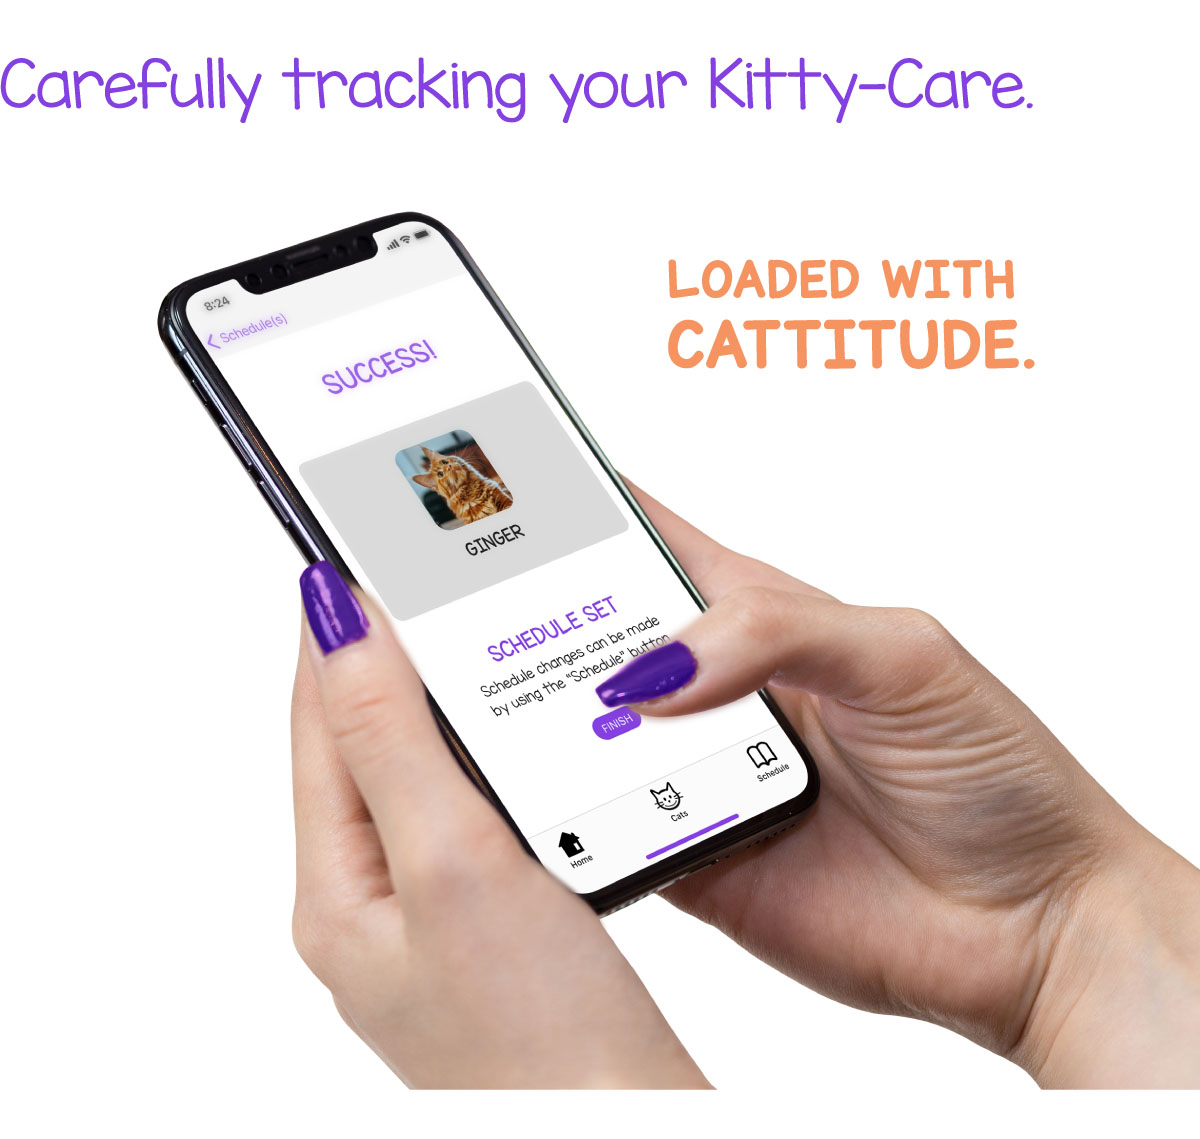 Carefully tracking your Kitty-Care.
LOADED WITH
CATTITUDE.
8:24
Schedule(s)
SUCCESS!
GINGER
SCHEDULE SET
Schedule changes can be made
by using the "Schedule" button
FINISH
Home
Cats
Schedule